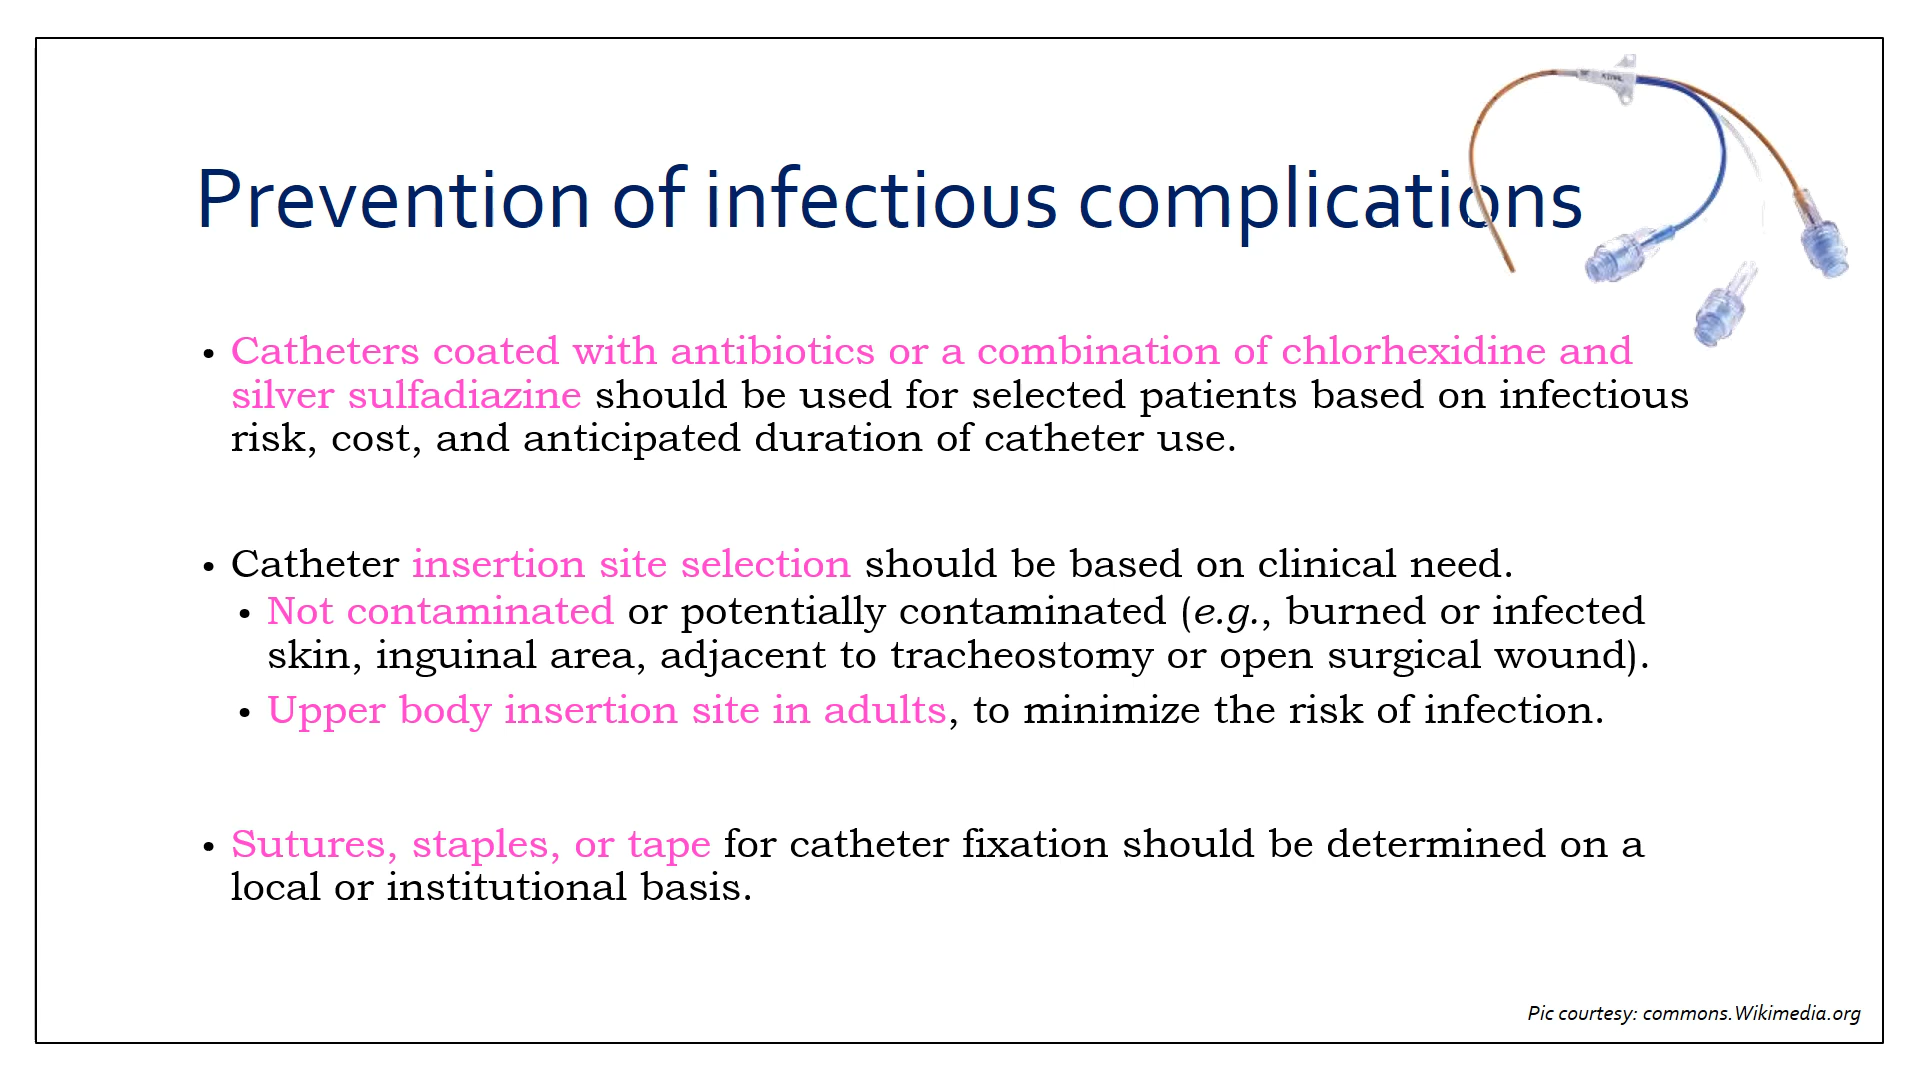 Prevention of infectious complications
• Catheters coated with antibiotics or a combination of chlorhexidine and
silver sulfadiazine should be used for selected patients based on infectious
risk, cost, and anticipated duration of catheter use.
• Catheter insertion site selection should be based on clinical need.
• Not contaminated or potentially contaminated (e.g., burned or infected
skin, inguinal area, adjacent to tracheostomy or open surgical wound).
• Upper body insertion site in adults, to minimize the risk of infection.
• Sutures, staples, or tape for catheter fixation should be determined on a
local or institutional basis.
Pic courtesy: commons.Wikimedia.org